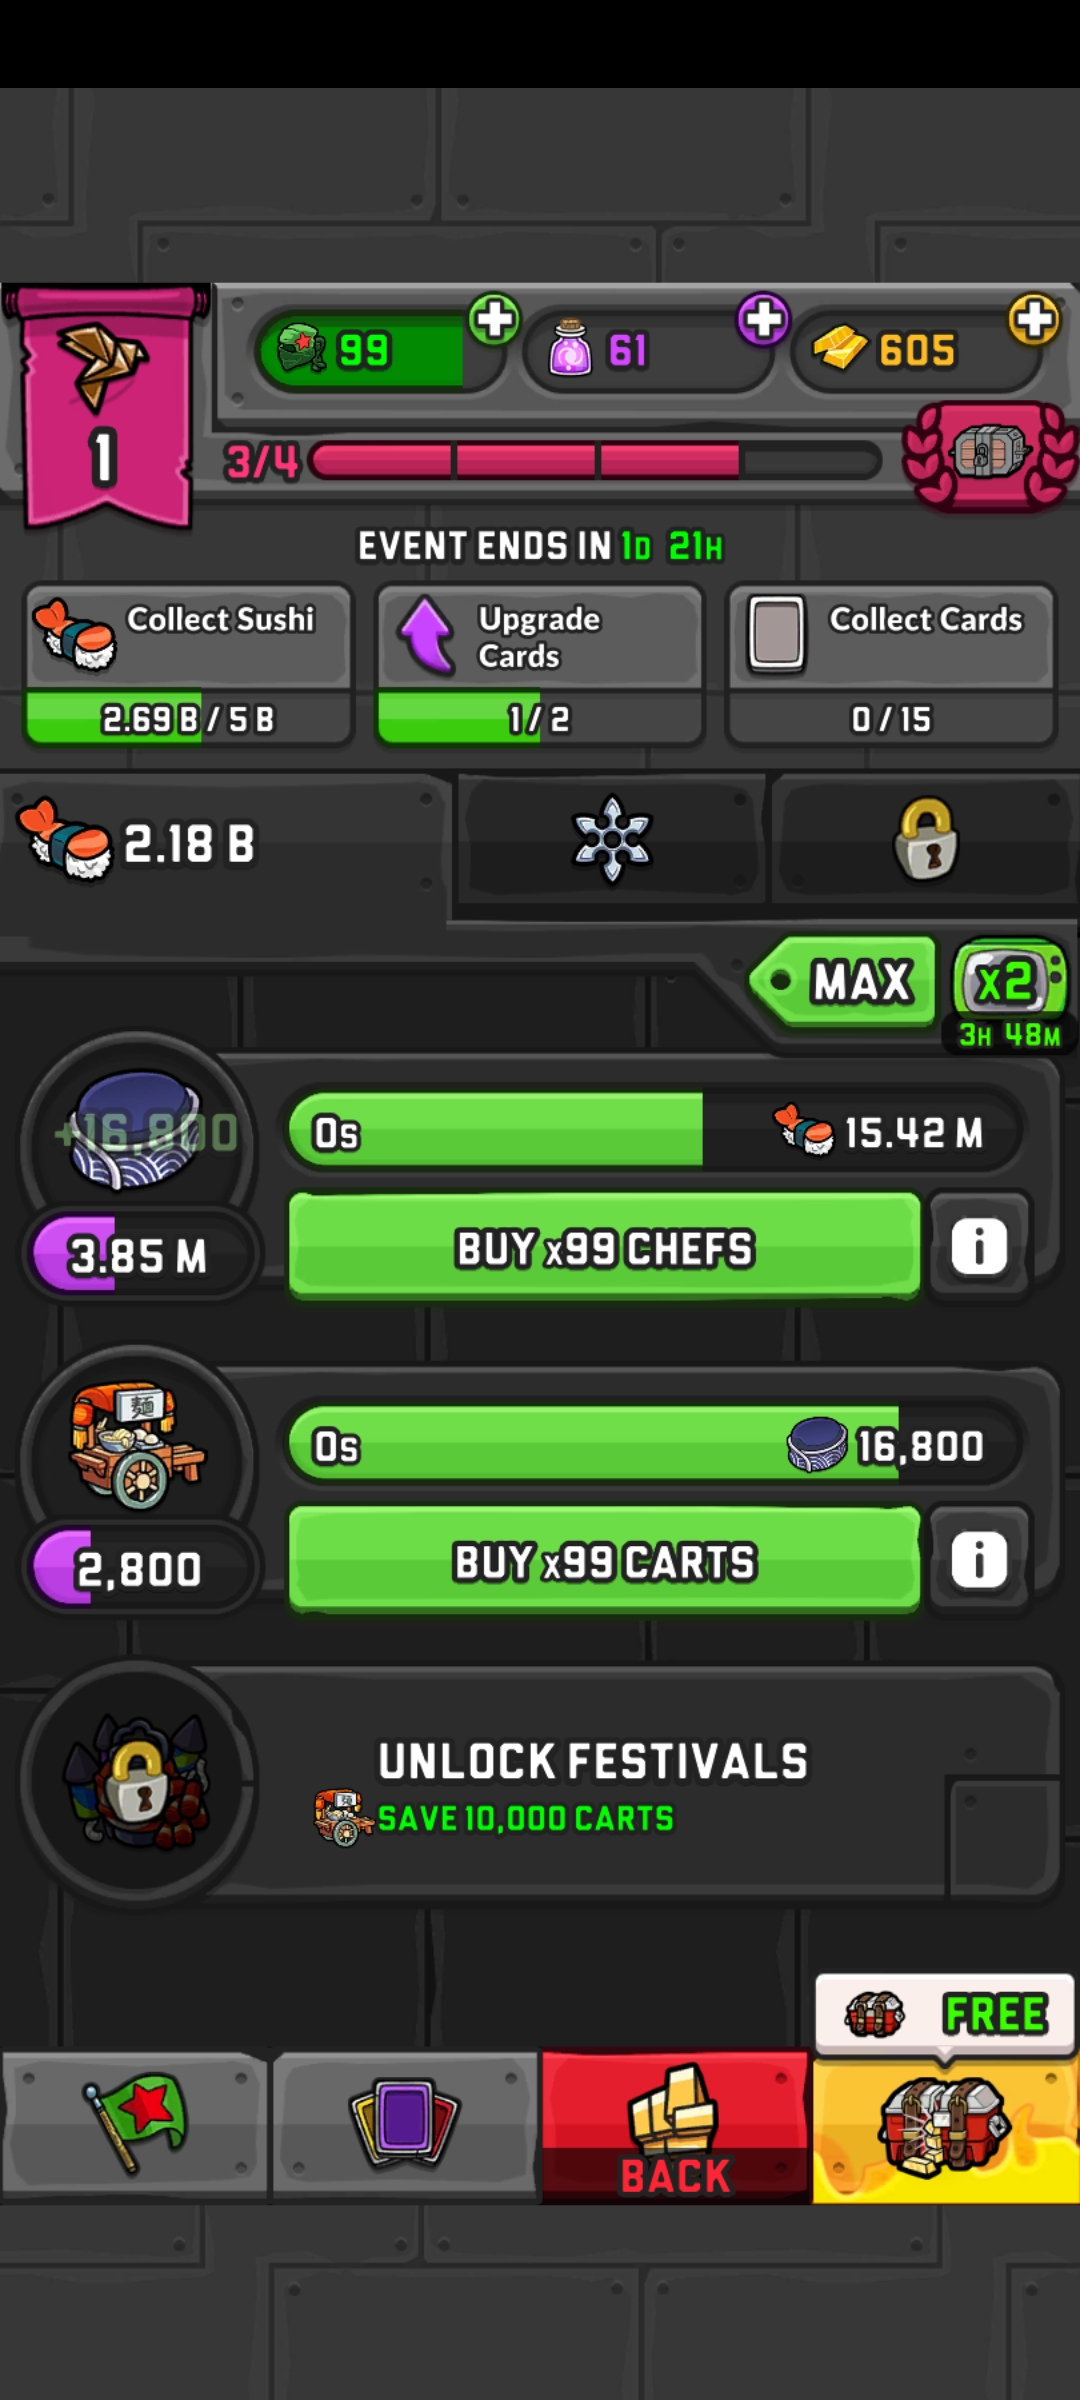 99
61
605
1
3/4
EVENT ENDS IN 1D 21H
Collect Sushi
2.69 B / 5 B
Upgrade
Cards
1 / 2
Collect Cards
0 / 15
2.18 B
MAX
x2
3H 48M
+16,800
0s
15.42 M
3.85 M
BUY x99 CHEFS
i
麺
0s
16,800
2,800
BUY x99 CARTS
i
UNLOCK FESTIVALS
SAVE 10,000 CARTS
FREE
BACK